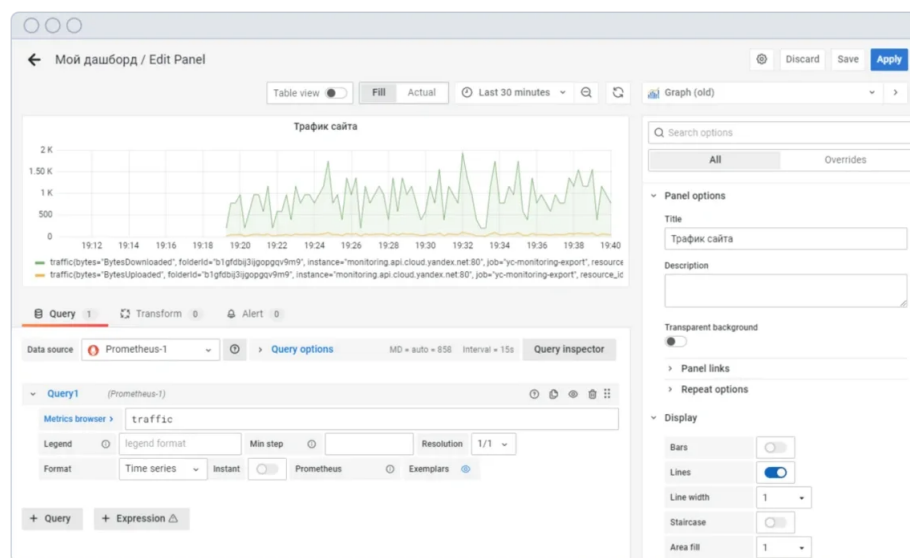 Мой дашборд / Edit Panel
Discard Save Apply
Table view Fill Actual Last 30 minutes Graph (old)
Трафик сайта
Search options
All Overrides
2 K
1.50 K
1 K
500
0
19:12 19:14 19:16 19:18 19:20 19:22 19:24 19:26 19:28 19:30 19:32 19:34 19:36 19:38 19:40
traffic{bytes="BytesDownloaded", folderId="b1gfdbij3ijgopgqv9m9", instance="monitoring.api.cloud.yandex.net:80", job="yc-monitoring-export", resource
traffic{bytes="BytesUploaded", folderId="b1gfdbij3ijgopgqv9m9", instance="monitoring.api.cloud.yandex.net:80", job="yc-monitoring-export", resource_id
Panel options
Title
Трафик сайта
Description
Transparent background
Panel links
Repeat options
Display
Bars
Lines
Line width 1
Staircase
Area fill 1
Query 1 Transform 0 Alert 0
Data source Prometheus-1 Query options MD = auto = 858 Interval = 15s Query inspector
Query1 (Prometheus-1)
Metrics browser traffic
Legend legend format Min step Resolution 1/1
Format Time series Instant Prometheus Exemplars
+ Query + Expression